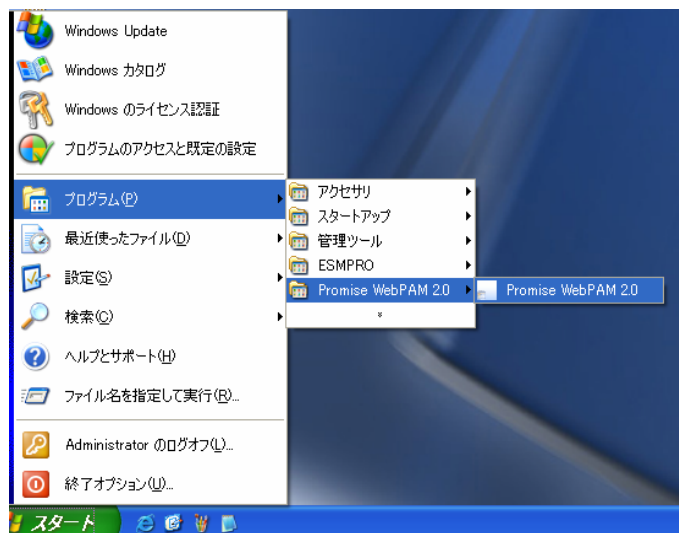 Windows Update
Windows カタログ
Windows のライセンス認証
プログラムのアクセスと既定の設定
プログラム(P)
最近使ったファイル(D)
設定(S)
検索(C)
ヘルプとサポート(H)
ファイル名を指定して実行(R)...
Administrator のログオフ(L)...
終了オプション(U)...
アクセサリ
スタートアップ
管理ツール
ESMPRO
Promise WebPAM 2.0
Promise WebPAM 2.0
スタート